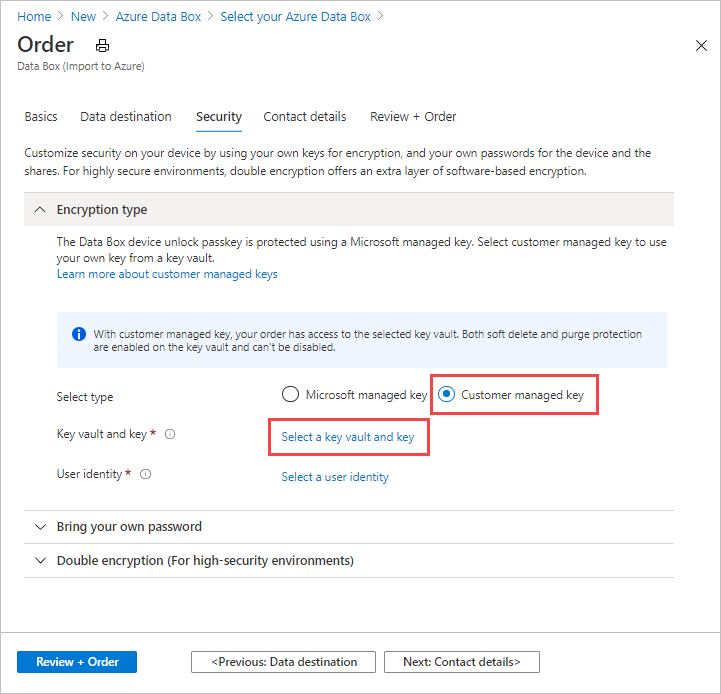 Home > New > Azure Data Box > Select your Azure Data Box >
Order
Data Box (Import to Azure)
Basics Data destination Security Contact details Review + Order
Customize security on your device by using your own keys for encryption, and your own passwords for the device and the
shares. For highly secure environments, double encryption offers an extra layer of software-based encryption.
Encryption type
The Data Box device unlock passkey is protected using a Microsoft managed key. Select customer managed key to use
your own key from a key vault.
Learn more about customer managed keys
With customer managed key, your order has access to the selected key vault. Both soft delete and purge protection
are enabled on the key vault and can't be disabled.
Select type Microsoft managed key Customer managed key
Key vault and key * Select a key vault and key
User identity * Select a user identity
Bring your own password
Double encryption (For high-security environments)
Review + Order <Previous: Data destination Next: Contact details>